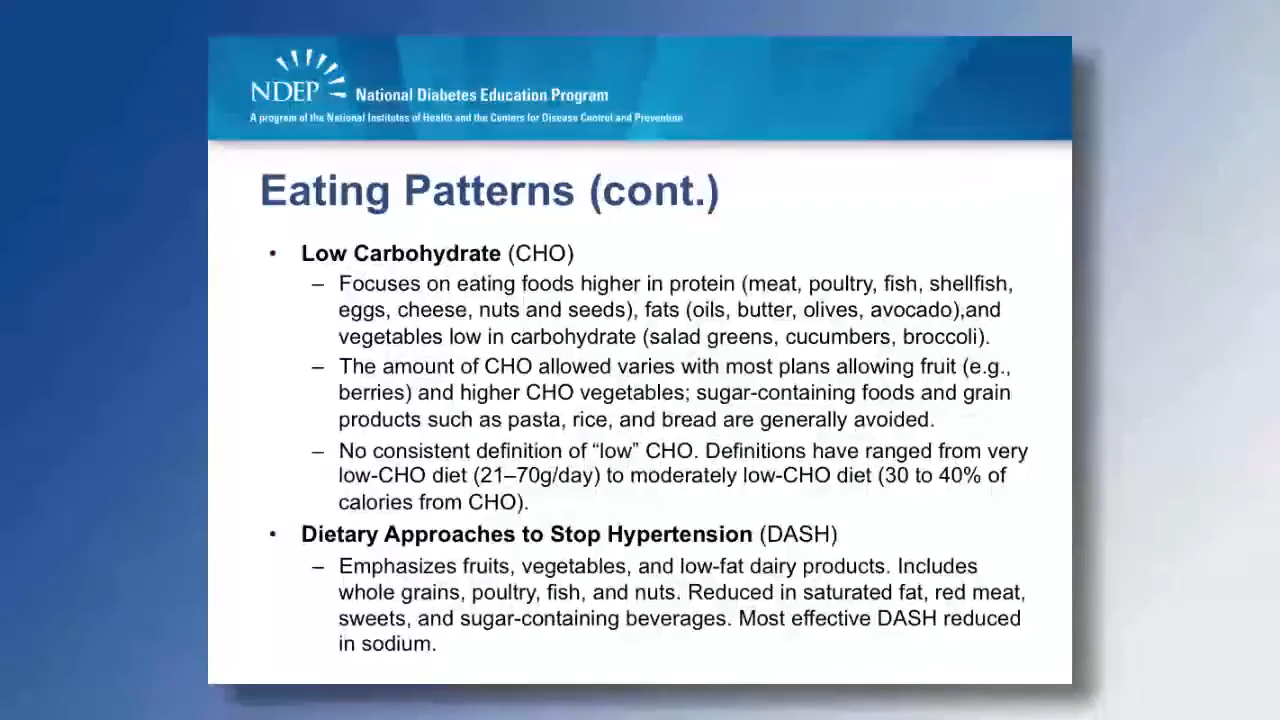 NDEP National Diabetes Education Program
A program of the National Institutes of Health and the Centers for Disease Control and Prevention
Eating Patterns (cont.)
• Low Carbohydrate (CHO)
– Focuses on eating foods higher in protein (meat, poultry, fish, shellfish,
eggs, cheese, nuts and seeds), fats (oils, butter, olives, avocado),and
vegetables low in carbohydrate (salad greens, cucumbers, broccoli).
– The amount of CHO allowed varies with most plans allowing fruit (e.g.,
berries) and higher CHO vegetables; sugar-containing foods and grain
products such as pasta, rice, and bread are generally avoided.
– No consistent definition of “low” CHO. Definitions have ranged from very
low-CHO diet (21–70g/day) to moderately low-CHO diet (30 to 40% of
calories from CHO).
• Dietary Approaches to Stop Hypertension (DASH)
– Emphasizes fruits, vegetables, and low-fat dairy products. Includes
whole grains, poultry, fish, and nuts. Reduced in saturated fat, red meat,
sweets, and sugar-containing beverages. Most effective DASH reduced
in sodium.